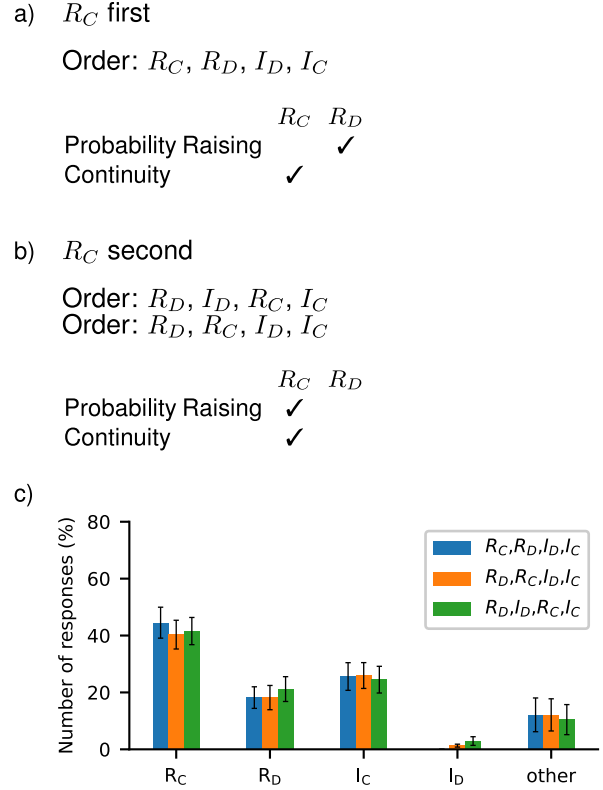 a) R_C first
Order: R_C, R_D, I_D, I_C
R_C R_D
Probability Raising ✓
Continuity ✓
b) R_C second
Order: R_D, I_D, R_C, I_C
Order: R_D, R_C, I_D, I_C
R_C R_D
Probability Raising ✓
Continuity ✓
c)
Number of responses (%)
80
60
40
20
0
R_C,R_D,I_D,I_C
R_D,R_C,I_D,I_C
R_D,I_D,R_C,I_C
R_C R_D I_C I_D other